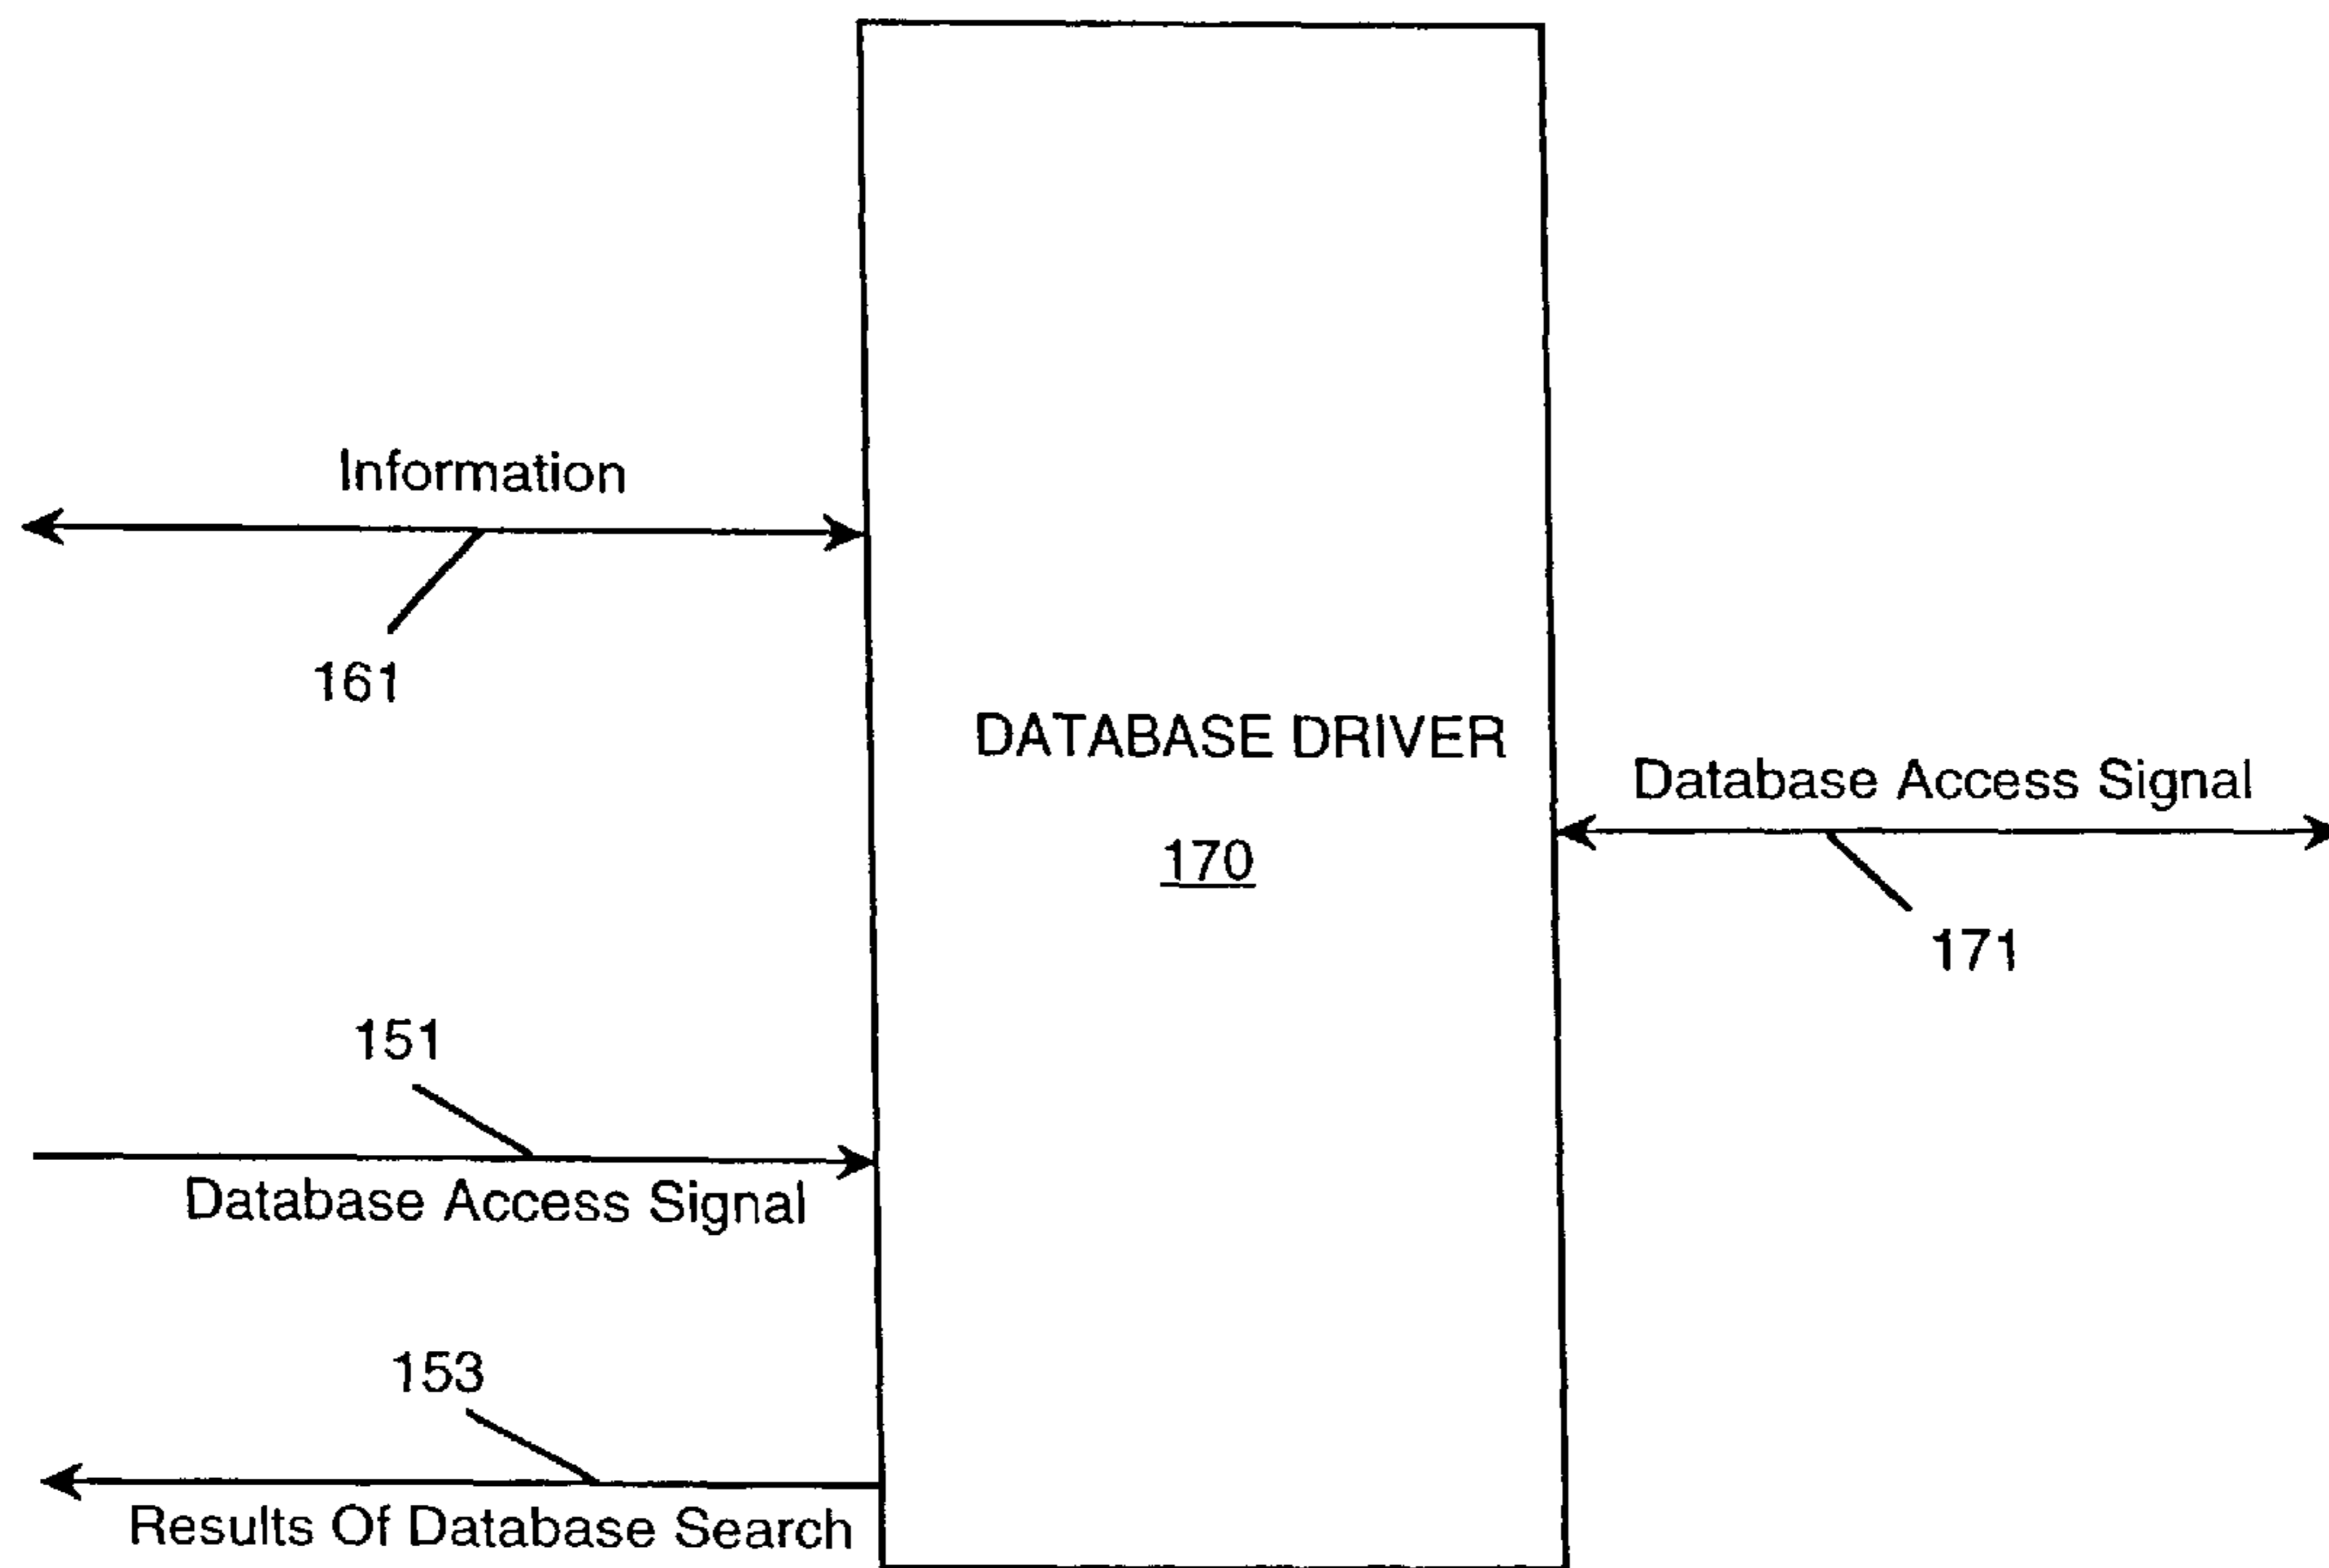 Information
161
DATABASE DRIVER
170
Database Access Signal
171
151
Database Access Signal
153
Results Of Database Search